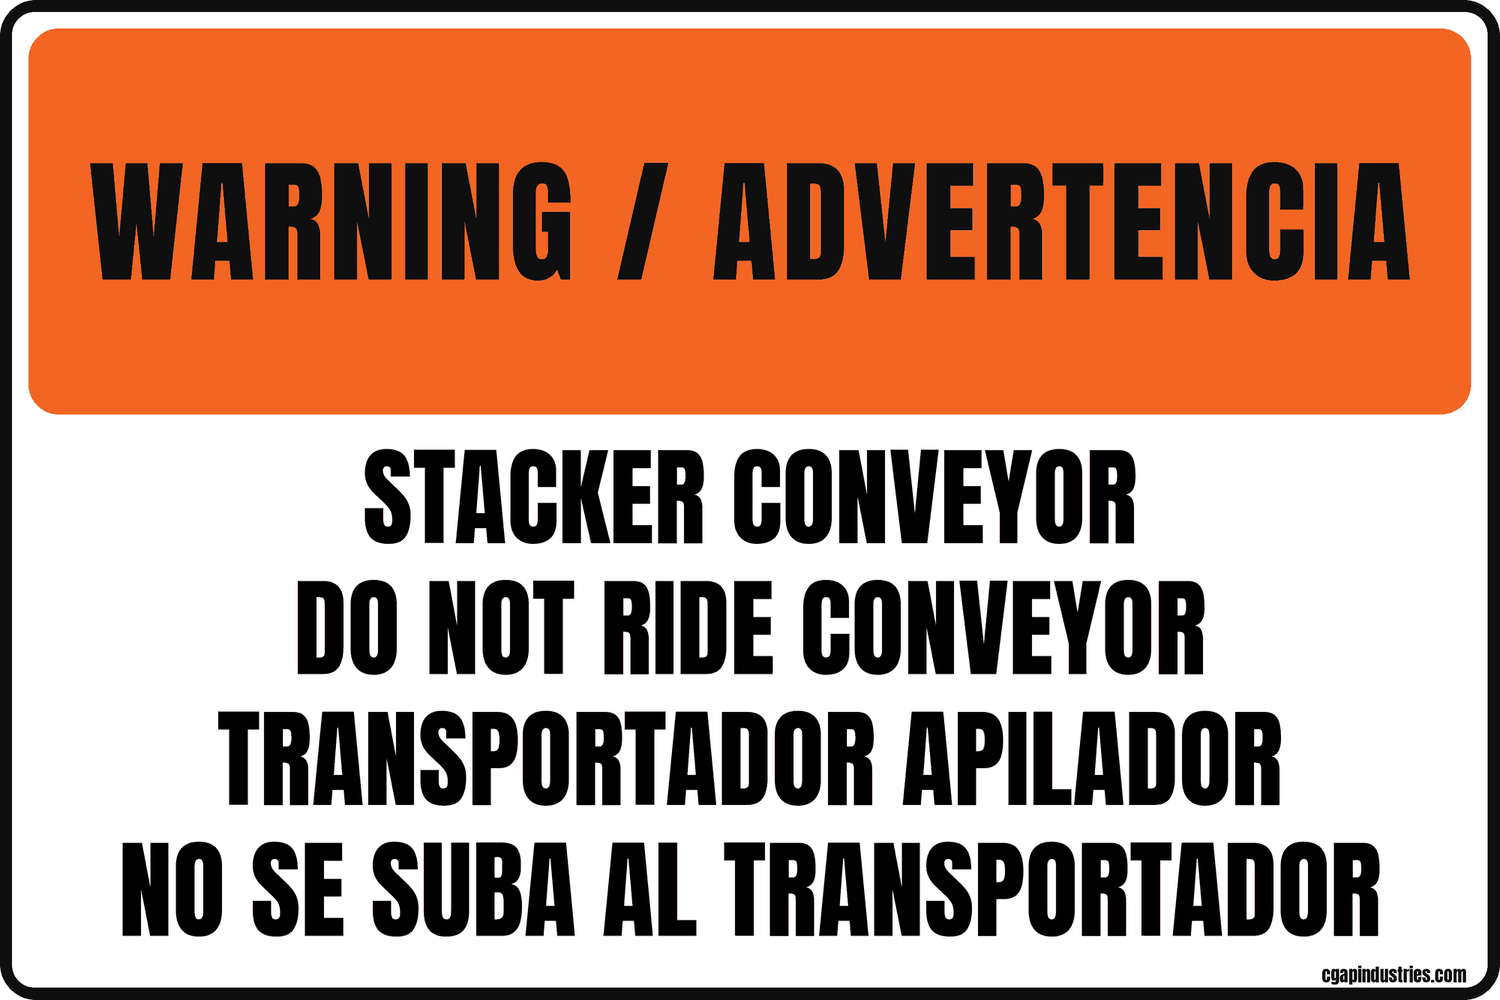 WARNING / ADVERTENCIA
STACKER CONVEYOR
DO NOT RIDE CONVEYOR
TRANSPORTADOR APILADOR
NO SE SUBA AL TRANSPORTADOR
cgapindustries.com